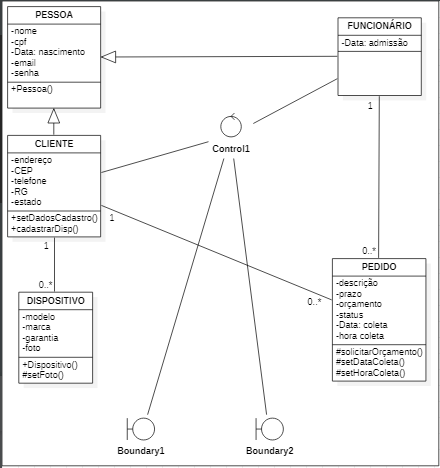 PESSOA
-nome
-cpf
-Data: nascimento
-email
-senha
+Pessoa()
FUNCIONÁRIO
-Data: admissão
1
Control1
CLIENTE
-endereço
-CEP
-telefone
-RG
-estado
+setDadosCadastro()
+cadastrarDisp()
1
1
0..*
0..*
0..*
DISPOSITIVO
-modelo
-marca
-garantia
-foto
+Dispositivo()
#setFoto()
PEDIDO
-descrição
-prazo
-orçamento
-status
-Data: coleta
-hora coleta
#solicitarOrçamento()
#setDataColeta()
#setHoraColeta()
Boundary1
Boundary2